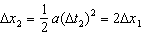 Δx₂ = 1/2 a(Δt₂)² = 2Δx₁